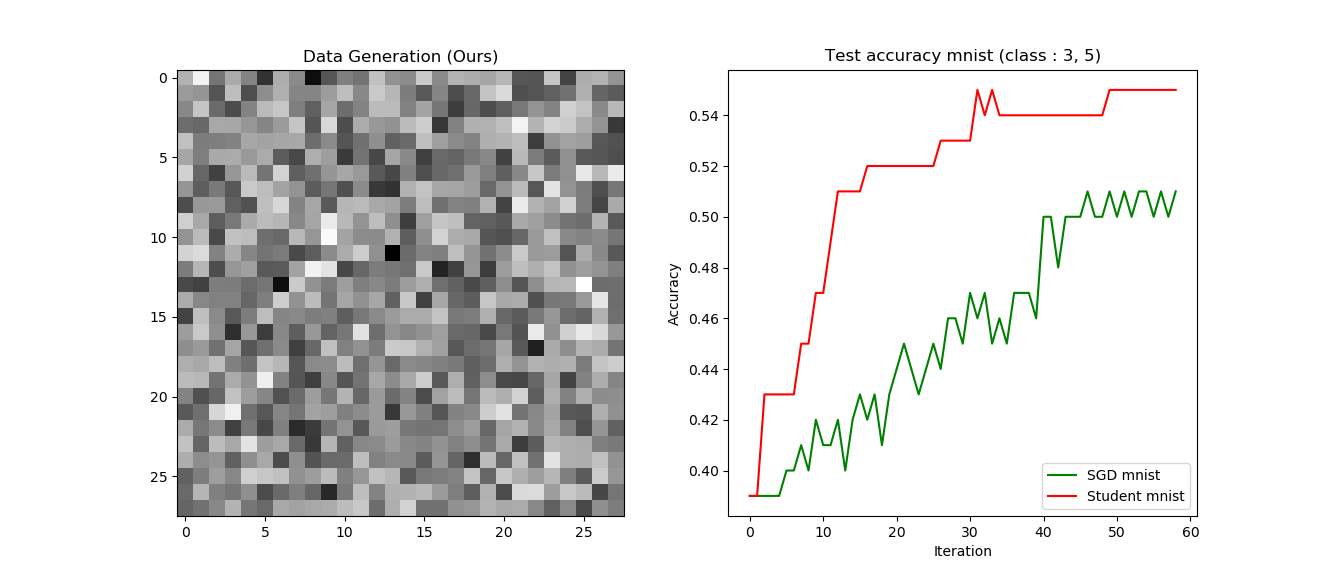 Data Generation (Ours)
0
5
10
15
20
25
0 5 10 15 20 25
Test accuracy mnist (class : 3, 5)
Accuracy
0.54
0.52
0.50
0.48
0.46
0.44
0.42
0.40
SGD mnist
Student mnist
0 10 20 30 40 50 60
Iteration